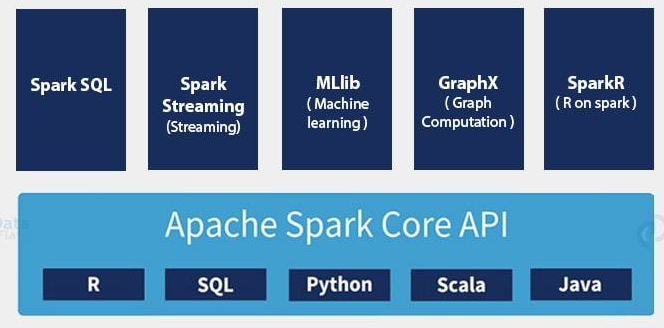 Spark SQL
Spark
Streaming
(Streaming)
MLlib
( Machine
learning )
GraphX
( Graph
Computation )
SparkR
( R on spark )
Apache Spark Core API
R
SQL
Python
Scala
Java